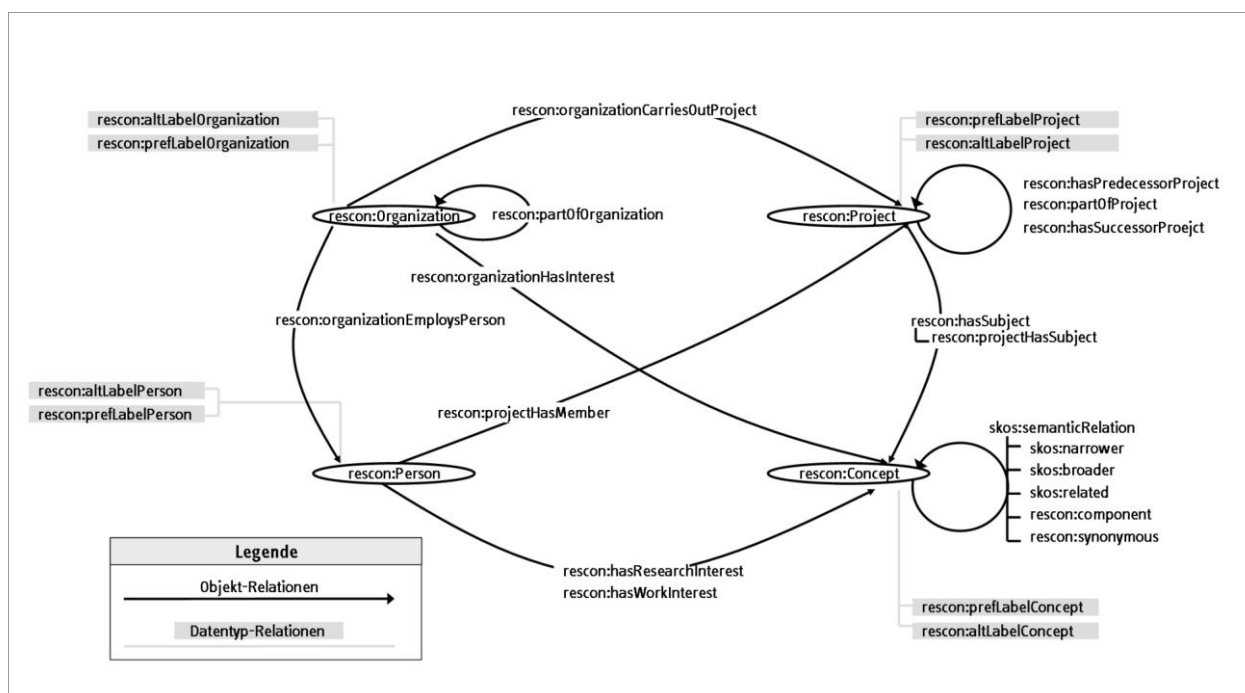 rescon:organizationCarriesOutProject
rescon:altLabelOrganization
rescon:prefLabelOrganization
rescon:prefLabelProject
rescon:altLabelProject
rescon:Organization
rescon:partOfOrganization
rescon:Project
rescon:hasPredecessorProject
rescon:partOfProject
rescon:hasSuccessorProejct
rescon:organizationHasInterest
rescon:organizationEmploysPerson
rescon:hasSubject
rescon:projectHasSubject
rescon:altLabelPerson
rescon:prefLabelPerson
rescon:projectHasMember
skos:semanticRelation
skos:narrower
skos:broader
skos:related
rescon:component
rescon:synonymous
rescon:Person
rescon:Concept
rescon:hasResearchInterest
rescon:hasWorkInterest
rescon:prefLabelConcept
rescon:altLabelConcept
Legende
Objekt-Relationen
Datentyp-Relationen